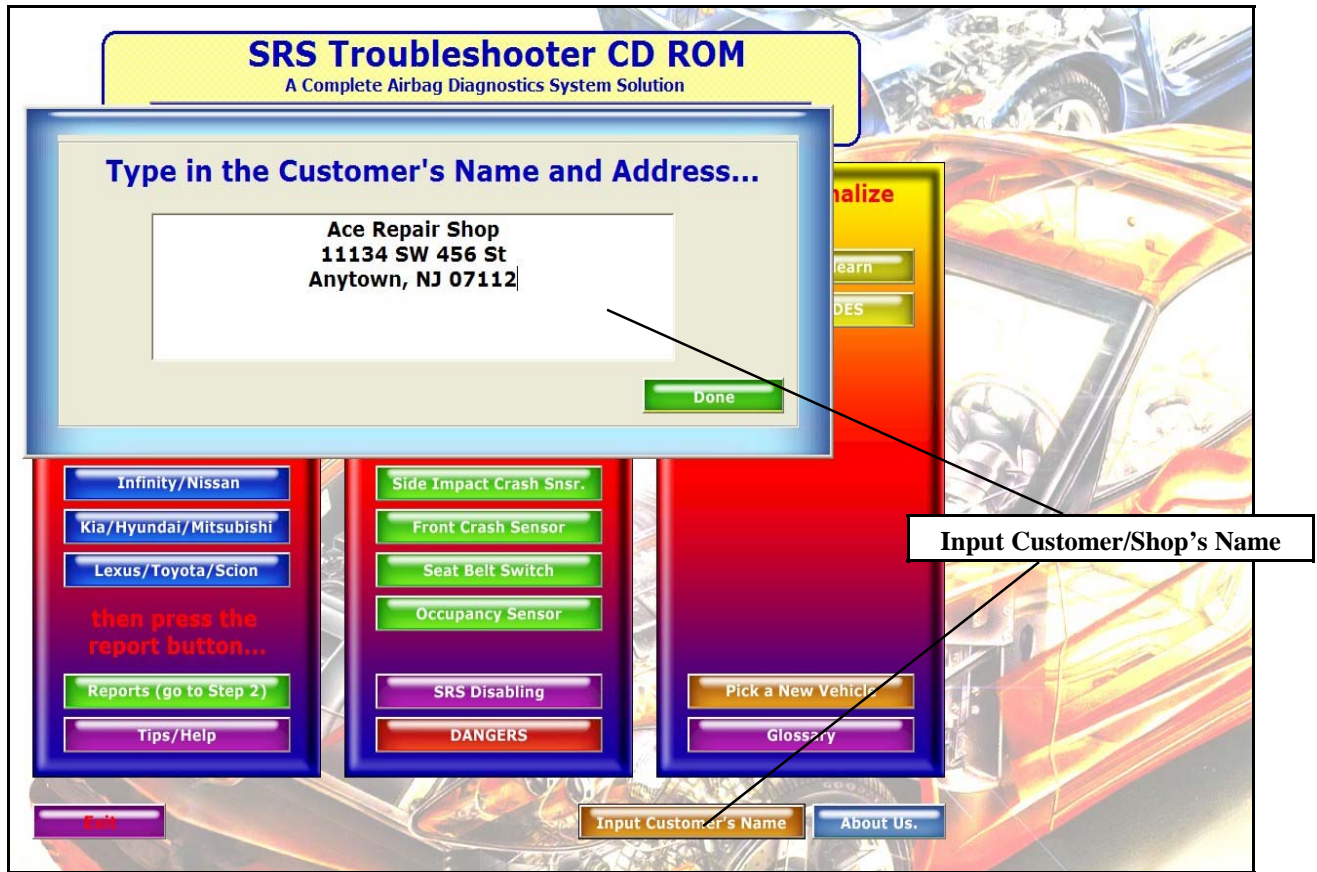 SRS Troubleshooter CD ROM
A Complete Airbag Diagnostics System Solution
Type in the Customer's Name and Address...
Ace Repair Shop
11134 SW 456 St
Anytown, NJ 07112
Done
nalize
learn
DES
Infinity/Nissan
Kia/Hyundai/Mitsubishi
Lexus/Toyota/Scion
then press the
report button...
Reports (go to Step 2)
Tips/Help
Side Impact Crash Snsr.
Front Crash Sensor
Seat Belt Switch
Occupancy Sensor
SRS Disabling
DANGERS
Pick a New Vehicle
Glossary
Input Customer/Shop’s Name
Exit
Input Customer's Name
About Us.